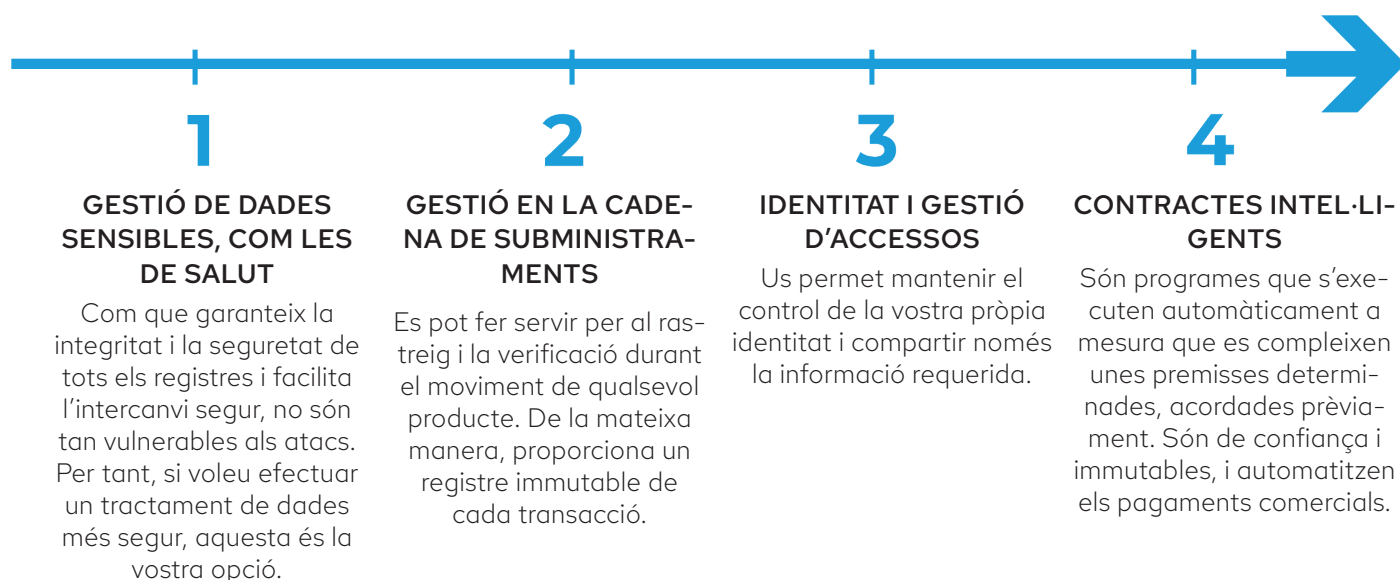 1
GESTIÓ DE DADES
SENSIBLES, COM LES
DE SALUT
Com que garanteix la
integritat i la seguretat de
tots els registres i facilita
l’intercanvi segur, no són
tan vulnerables als atacs.
Per tant, si voleu efectuar
un tractament de dades
més segur, aquesta és la
vostra opció.
2
GESTIÓ EN LA CADE-
NA DE SUBMINISTRA-
MENTS
Es pot fer servir per al ras-
treig i la verificació durant
el moviment de qualsevol
producte. De la mateixa
manera, proporciona un
registre immutable de
cada transacció.
3
IDENTITAT I GESTIÓ
D’ACCESSOS
Us permet mantenir el
control de la vostra pròpia
identitat i compartir només
la informació requerida.
4
CONTRACTES INTEL·LI-
GENTS
Són programes que s’exe-
cuten automàticament a
mesura que es compleixen
unes premisses determi-
nades, acordades prèvia-
ment. Són de confiança i
immutables, i automatitzen
els pagaments comercials.